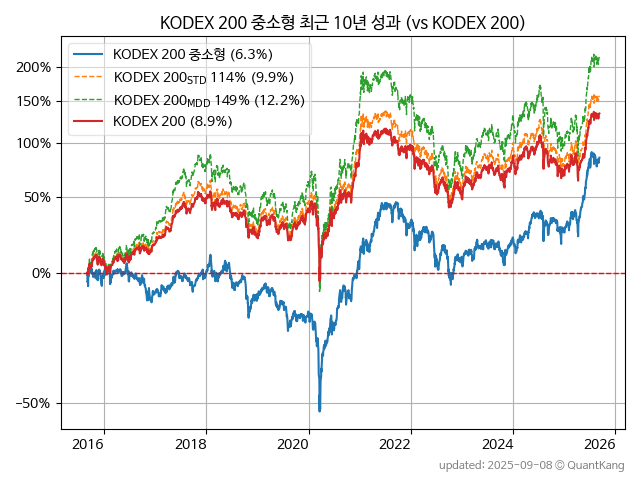 KODEX 200 중소형 최근 10년 성과 (vs KODEX 200)
KODEX 200 중소형 (6.3%)
KODEX 200STD 114% (9.9%)
KODEX 200MDD 149% (12.2%)
KODEX 200 (8.9%)
200%
150%
100%
50%
0%
−50%
2016 2018 2020 2022 2024 2026
updated: 2025-09-08 © QuantKang